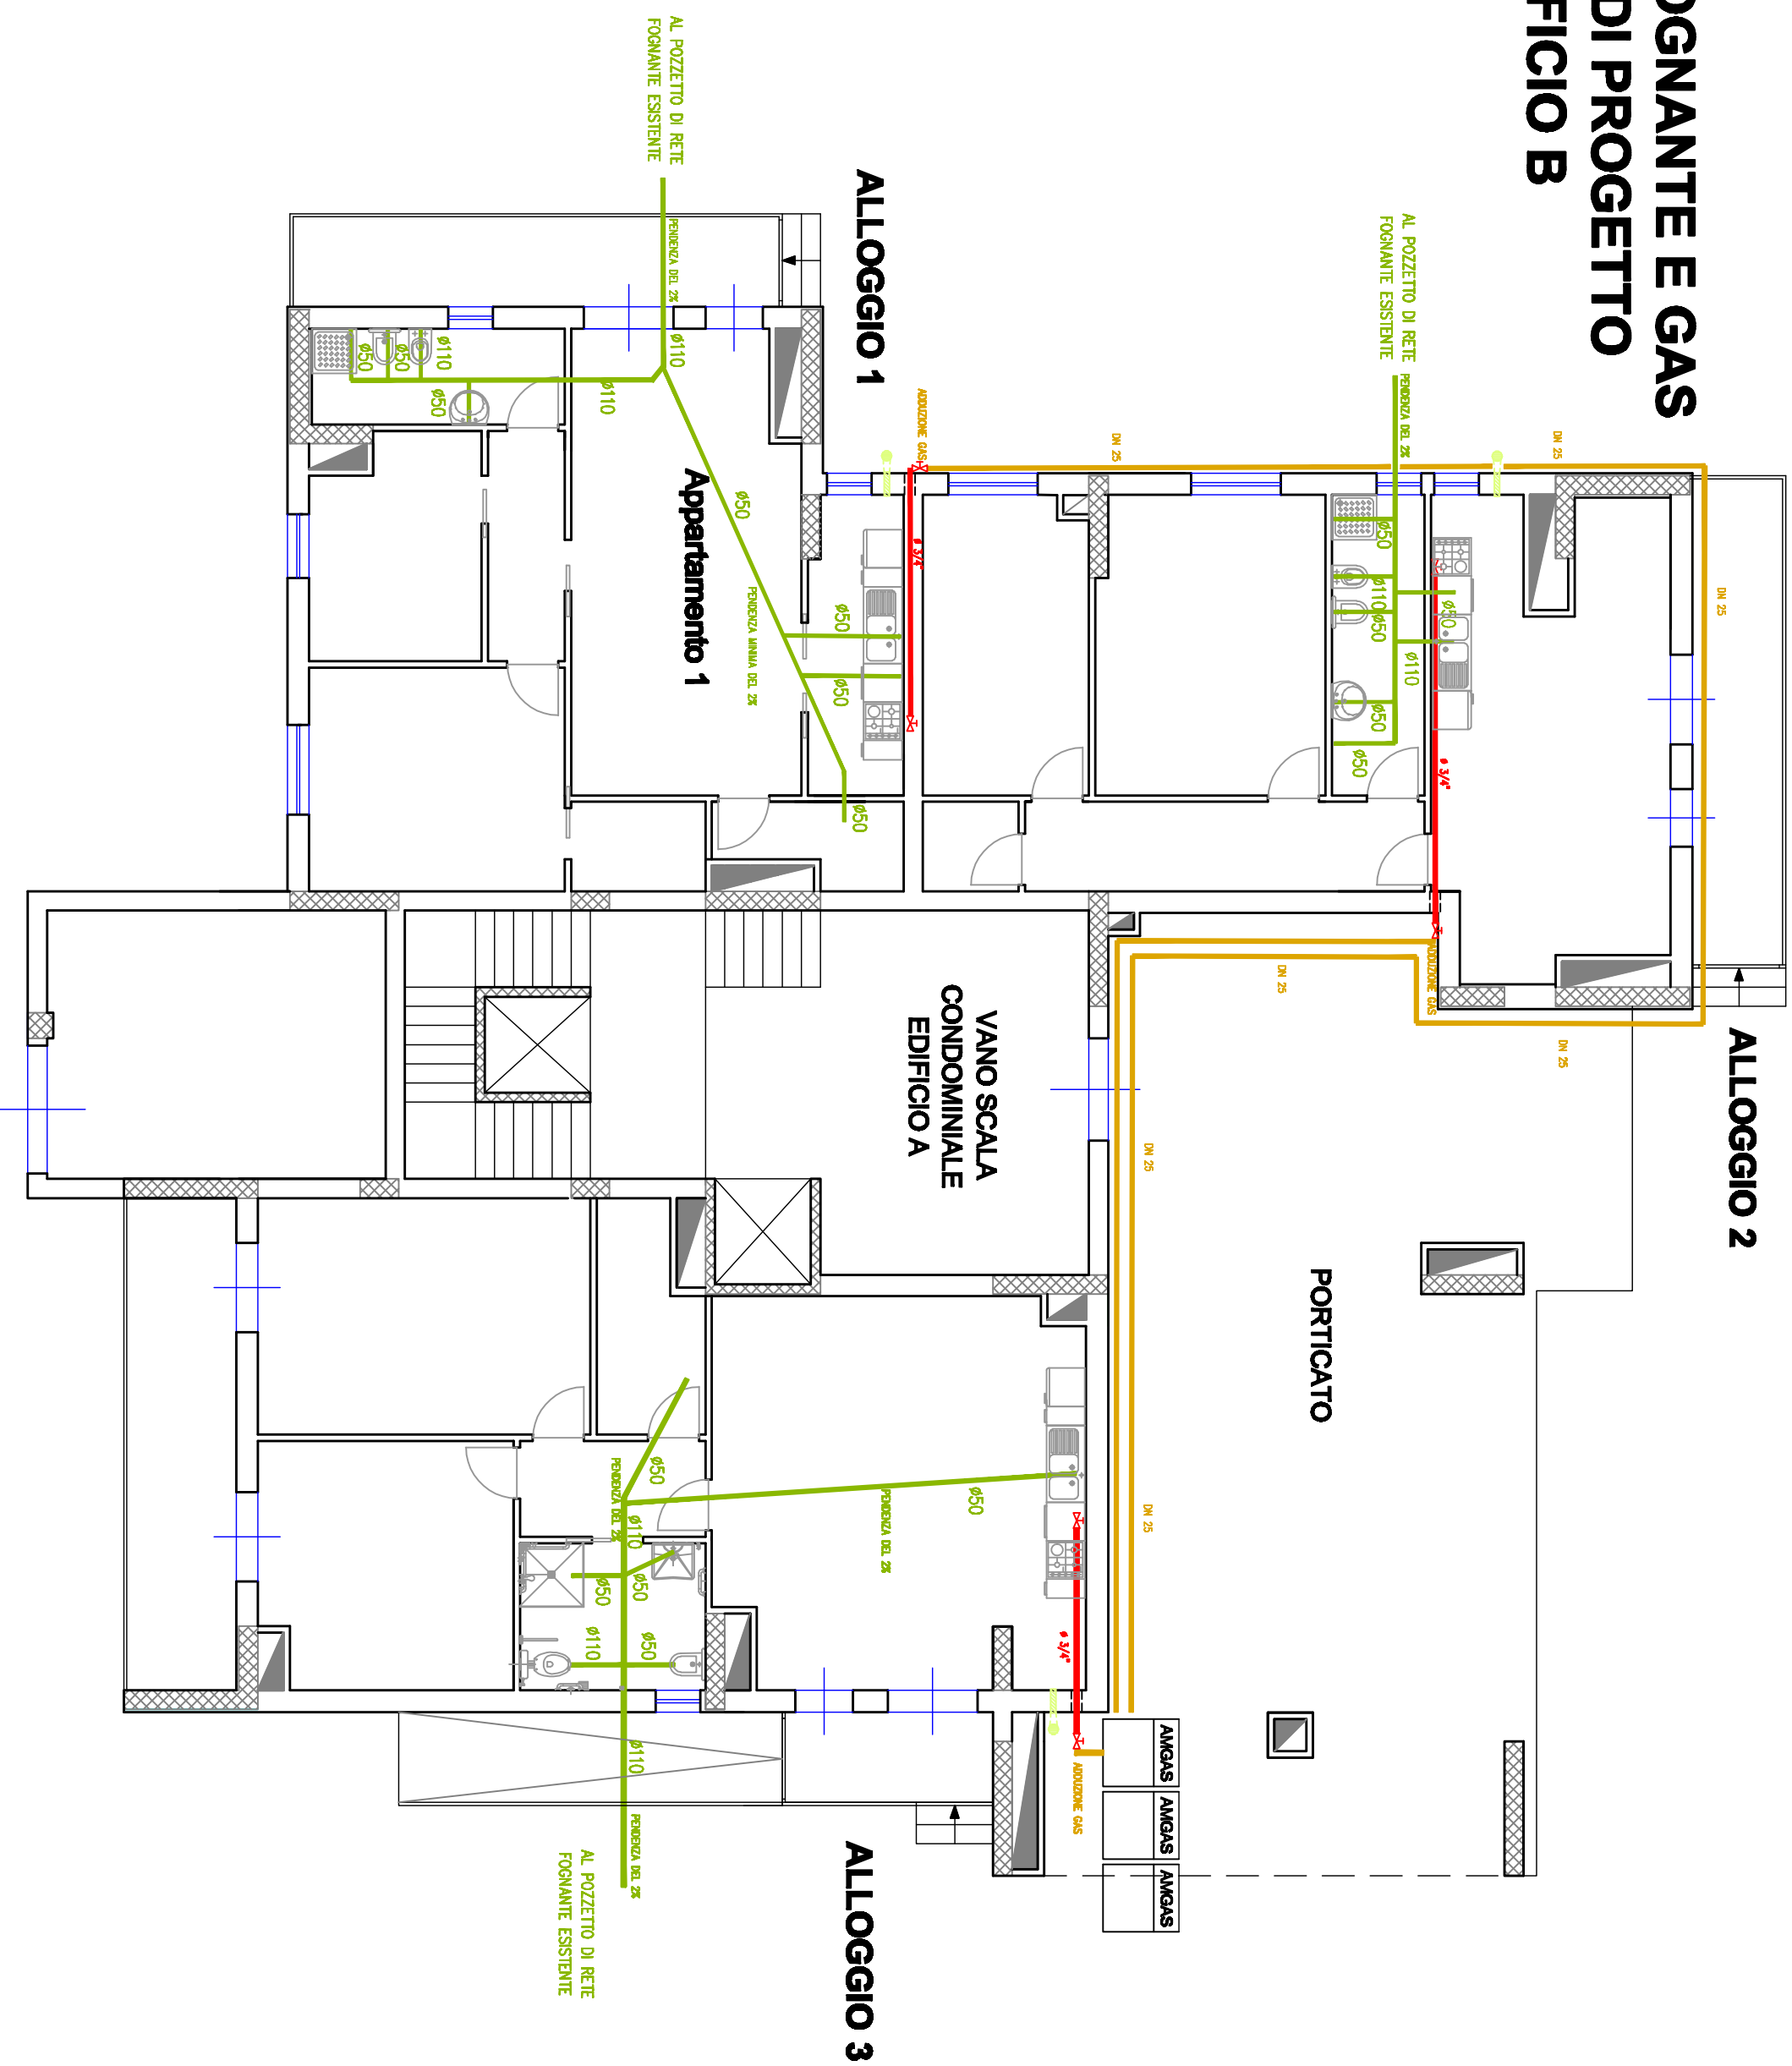 OGNANTE E GAS
DI PROGETTO
FICIO B
AL POZZETTO DI RETE
FOGNANTE ESISTENTE
PENDENZA DEL 2%
ALLOGGIO 1
AL POZZETTO DI RETE
FOGNANTE ESISTENTE
PENDENZA DEL 2%
Ø110
Ø50
Ø50
Ø110
Ø50
Ø110
ADDUZIONE GAS
DN 25
DN 25
DN 25
Appartamento 1
Ø50
PENDENZA MINIMA DEL 2%
Ø50
Ø50
Ø50
ø 3/4"
Ø50
Ø110
Ø50
Ø50
Ø110
Ø50
Ø50
ø 3/4"
ADDUZIONE GAS
DN 25
DN 25
ALLOGGIO 2
VANO SCALA
CONDOMINIALE
EDIFICIO A
DN 25
PORTICATO
DN 25
Ø50
PENDENZA DEL 2%
Ø110
Ø50
PENDENZA DEL 2%
Ø50
Ø50
Ø110
Ø50
ø 3/4"
Ø110
PENDENZA DEL 2%
ADDUZIONE GAS
AMGAS
AMGAS
AMGAS
AL POZZETTO DI RETE
FOGNANTE ESISTENTE
ALLOGGIO 3